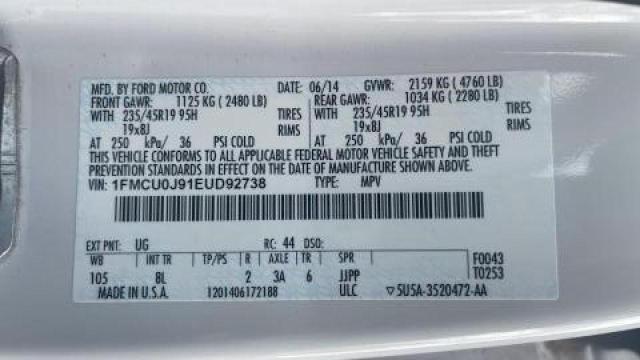 MFD. BY FORD MOTOR CO. DATE: 06/14 GVWR: 2159 KG ( 4760 LB)
FRONT GAWR: 1125 KG ( 2480 LB) REAR GAWR: 1034 KG ( 2280 LB)
WITH 235/45R19 95H TIRES WITH 235/45R19 95H TIRES
19x8J RIMS 19x8J RIMS
AT 250 kPa/ 36 PSI COLD AT 250 kPa/ 36 PSI COLD
THIS VEHICLE CONFORMS TO ALL APPLICABLE FEDERAL MOTOR VEHICLE SAFETY AND THEFT
PREVENTION STANDARDS IN EFFECT ON THE DATE OF MANUFACTURE SHOWN ABOVE.
VIN: 1FMCU0J91EUD92738 TYPE: MPV
EXT PNT: UG RC: 44 DSO: F0043
WB INT TR TP/PS R AXLE TR SPR T0253
105 8L 2 3A 6 JJPP
MADE IN U.S.A. 1201406172188 ULC ▽5U5A-3520472-AA